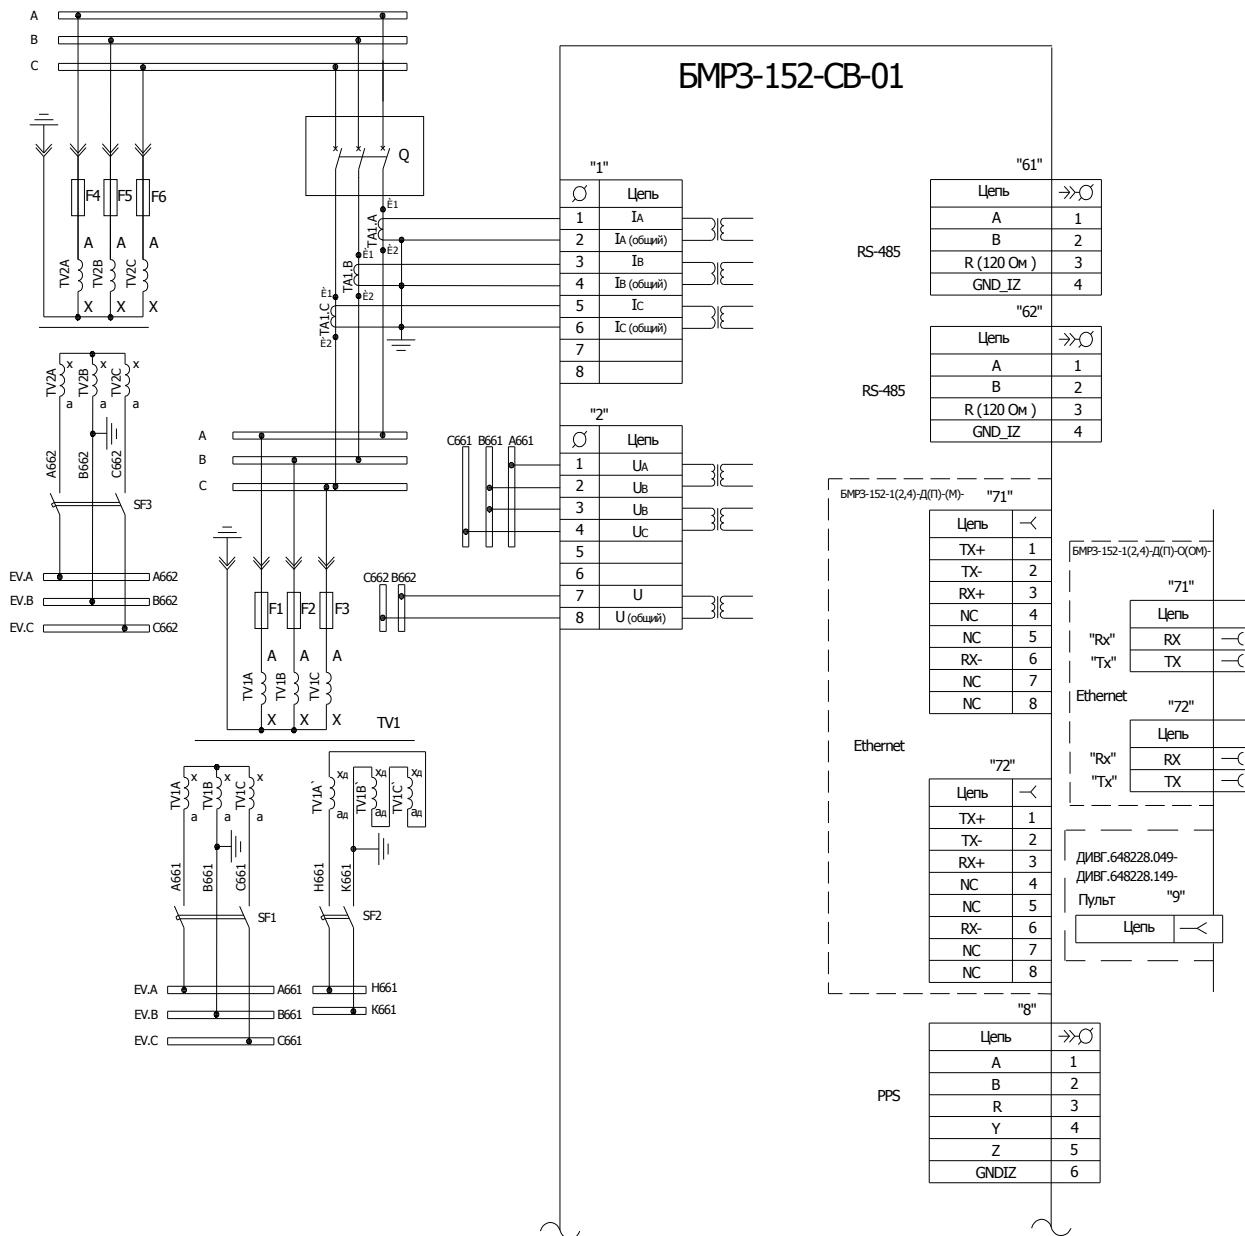 A
B
C
БМРЗ-152-СВ-01
Q
F4
F5
F6
A
A
A
TV2A
TV2B
TV2C
X
X
X
È1
TA1.A
È2
È1
TA1.B
È2
È1
TA1.C
È2
"1"
Цепь
1 IA
2 IA (общий)
3 IB
4 IB (общий)
5 IC
6 IC (общий)
7
8
"61"
Цепь
A 1
B 2
R (120 Ом ) 3
GND_IZ 4
RS-485
"62"
Цепь
A 1
B 2
R (120 Ом ) 3
GND_IZ 4
RS-485
TV2A
TV2B
TV2C
x
x
x
a
a
a
A662
B662
C662
SF3
EV.A A662
EV.B B662
EV.C C662
A
B
C
C661 B661 A661
"2"
Цепь
1 UA
2 UB
3 UB
4 UC
5
6
7 U
8 U (общий)
C662 B662
F1
F2
F3
A
A
A
TV1A
TV1B
TV1C
X
X
X
TV1
TV1A
TV1B
TV1C
x
x
x
a
a
a
TV1A`
TV1B`
TV1C`
xд
xд
xд
aд
aд
aд
A661
B661
C661
H661
K661
SF1
SF2
EV.A A661
EV.B B661
EV.C C661
H661
K661
БМРЗ-152-1(2,4)-Д(П)-(М)-
"71"
Цепь
TX+ 1
TX- 2
RX+ 3
NC 4
NC 5
RX- 6
NC 7
NC 8
Ethernet
"72"
Цепь
TX+ 1
TX- 2
RX+ 3
NC 4
NC 5
RX- 6
NC 7
NC 8
БМРЗ-152-1(2,4)-Д(П)-О(ОМ)-
"71"
Цепь
"Rx" RX
"Tx" TX
Ethernet
"72"
Цепь
"Rx" RX
"Tx" TX
ДИВГ.648228.049-
ДИВГ.648228.149-
Пульт "9"
Цепь
"8"
Цепь
A 1
B 2
R 3
Y 4
Z 5
GNDIZ 6
PPS